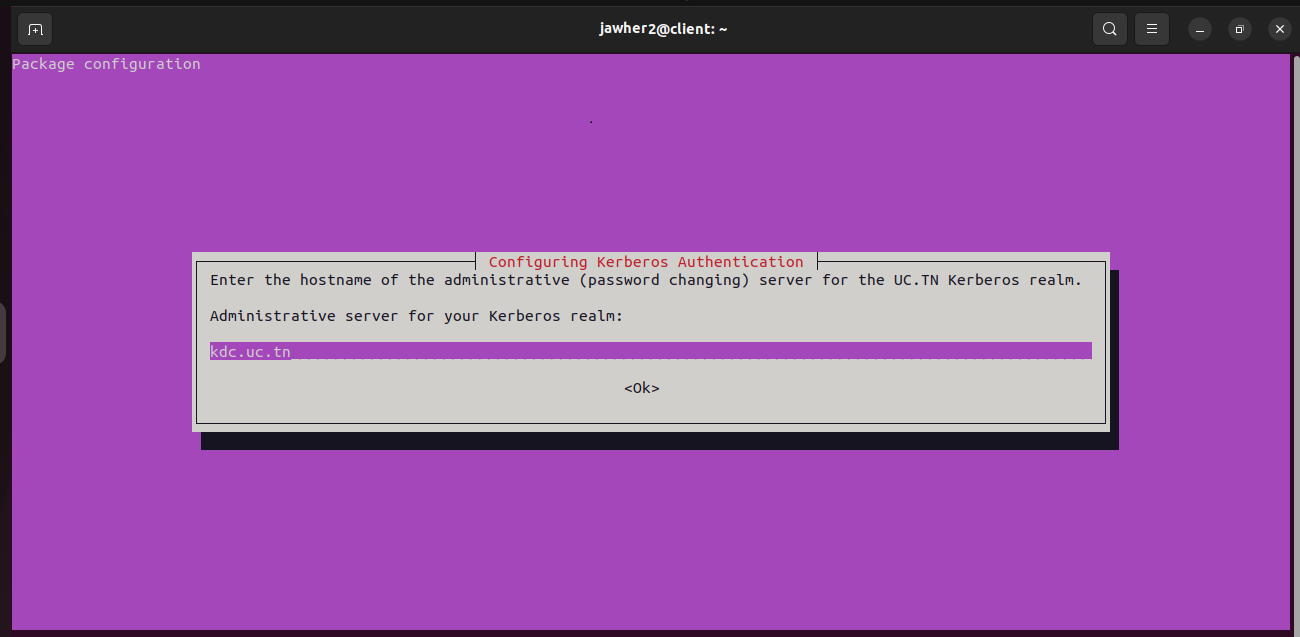 jawher2@client: ~
Package configuration
Configuring Kerberos Authentication
Enter the hostname of the administrative (password changing) server for the UC.TN Kerberos realm.
Administrative server for your Kerberos realm:
kdc.uc.tn
<Ok>